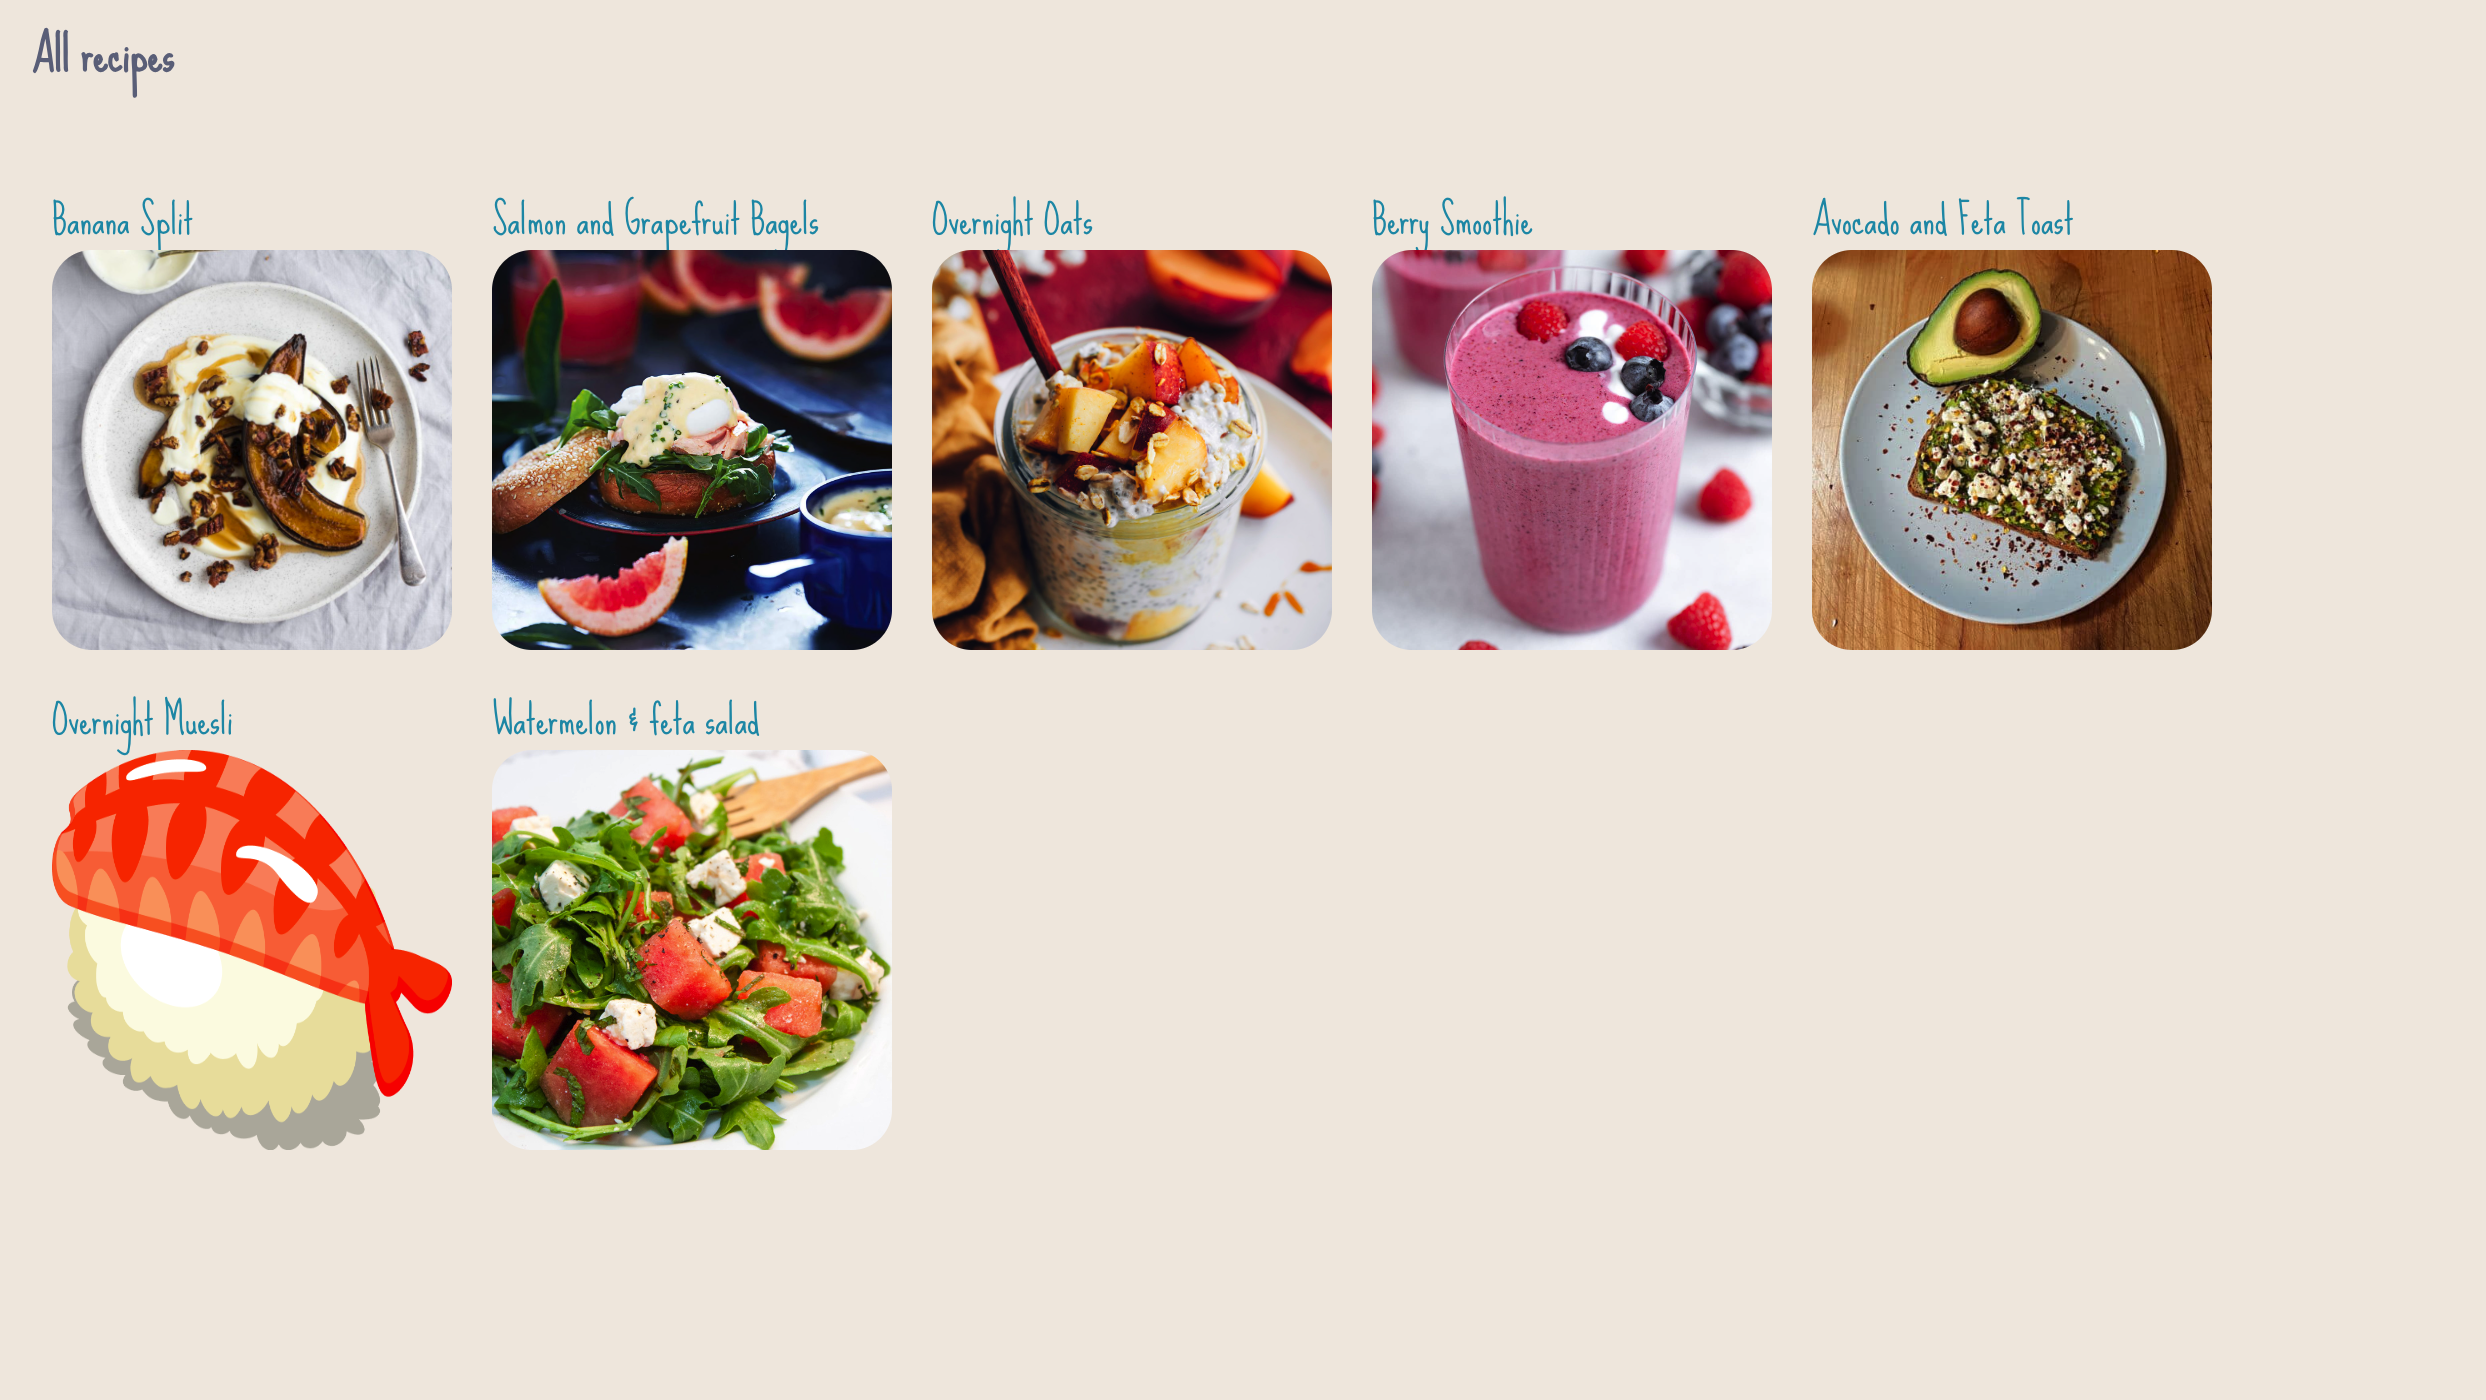 All recipes
Banana Split
Salmon and Grapefruit Bagels
Overnight Oats
Berry Smoothie
Avocado and Feta Toast
Overnight Muesli
Watermelon & feta salad